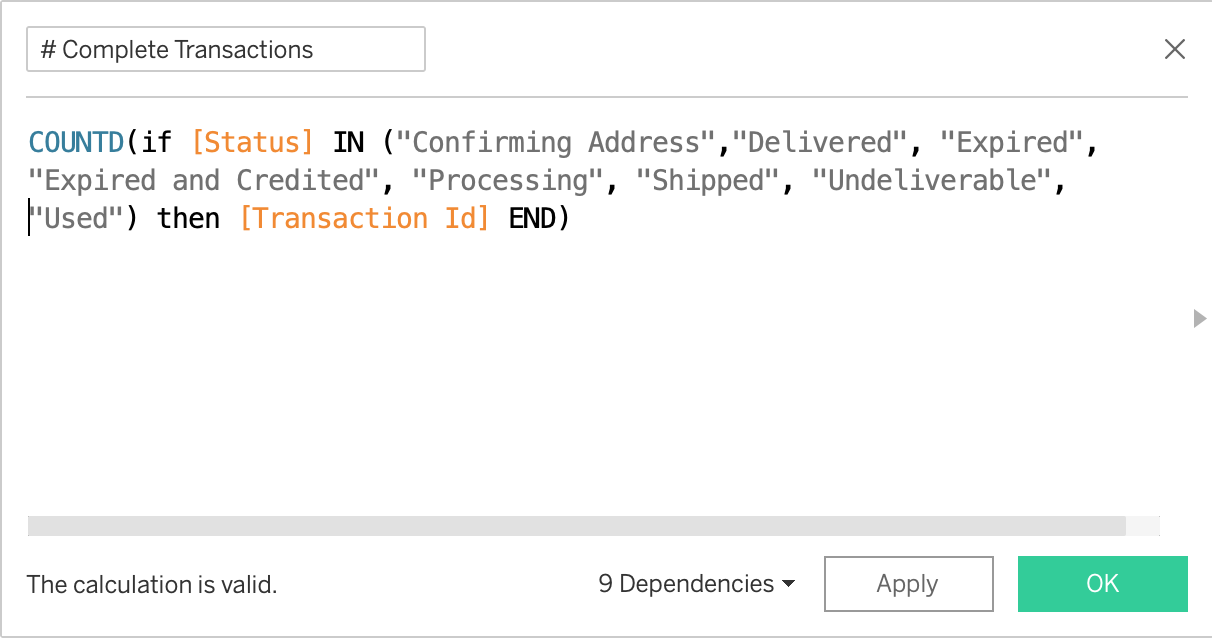 # Complete Transactions
COUNTD(if [Status] IN ("Confirming Address","Delivered", "Expired",
"Expired and Credited", "Processing", "Shipped", "Undeliverable",
"Used") then [Transaction Id] END)
The calculation is valid.
9 Dependencies
Apply
OK